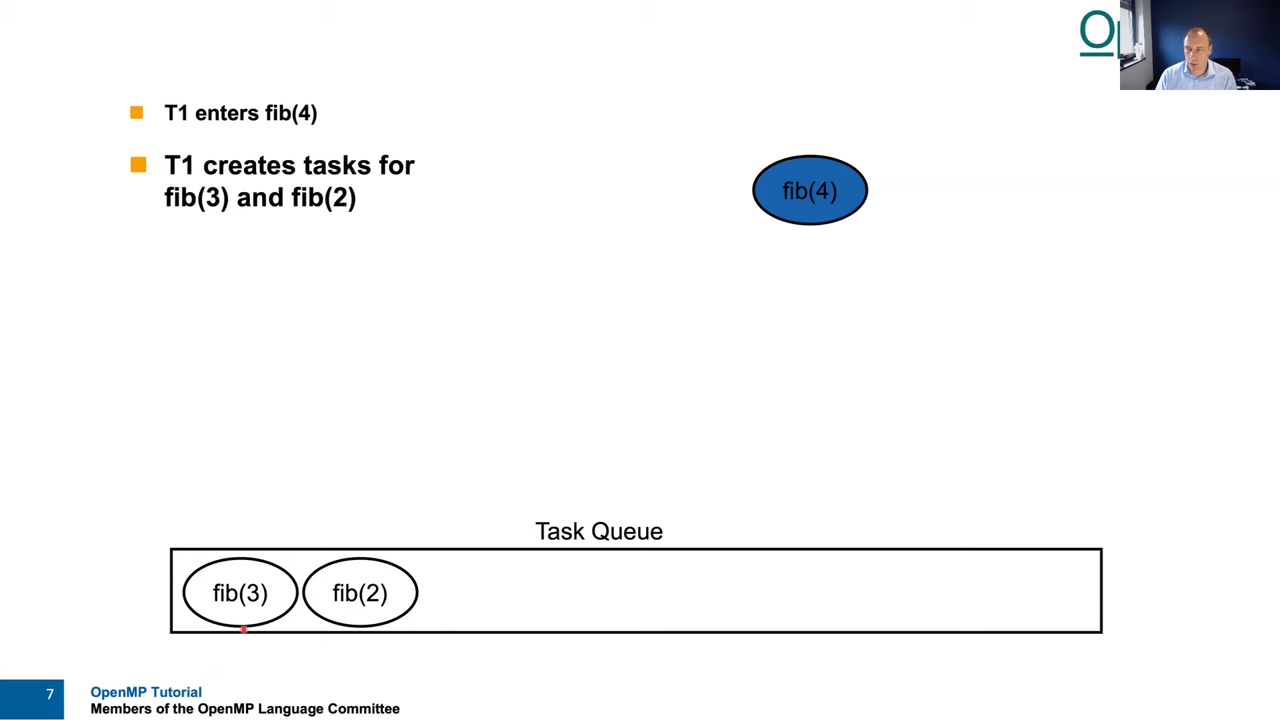 T1 enters fib(4)
T1 creates tasks for
fib(3) and fib(2)
fib(4)
Task Queue
fib(3) fib(2)
7
OpenMP Tutorial
Members of the OpenMP Language Committee